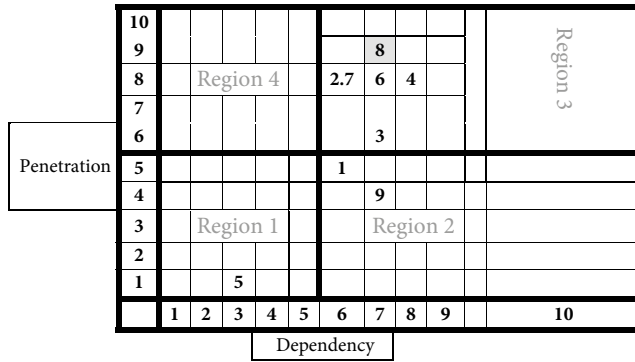 10
9 8
8 Region 4 2.7 6 4
7
6 3
Region 3
Penetration
5 1
4 9
3 Region 1 Region 2
2
1 5
1 2 3 4 5 6 7 8 9 10
Dependency